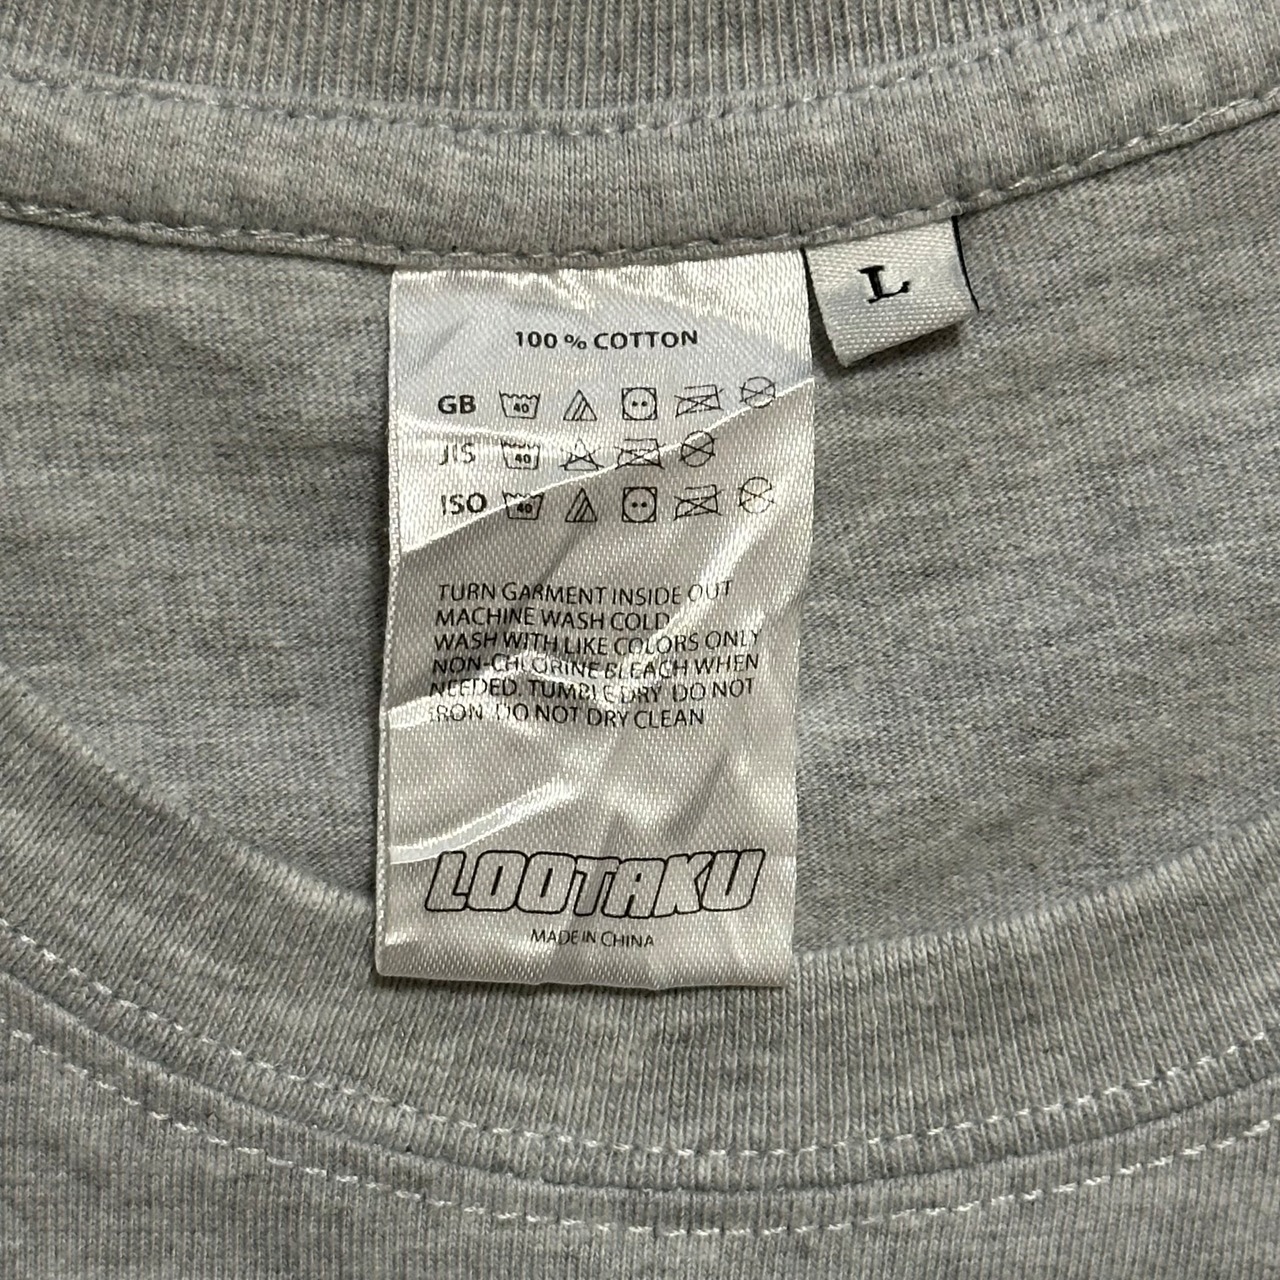 L
100% COTTON
GB 40
JIS 40
ISO 40
TURN GARMENT INSIDE OUT
MACHINE WASH COLD
WASH WITH LIKE COLORS ONLY
NON-CHLORINE BLEACH WHEN
NEEDED. TUMBLE DRY DO NOT
IRON DO NOT DRY CLEAN
LOOTAKU
MADE IN CHINA